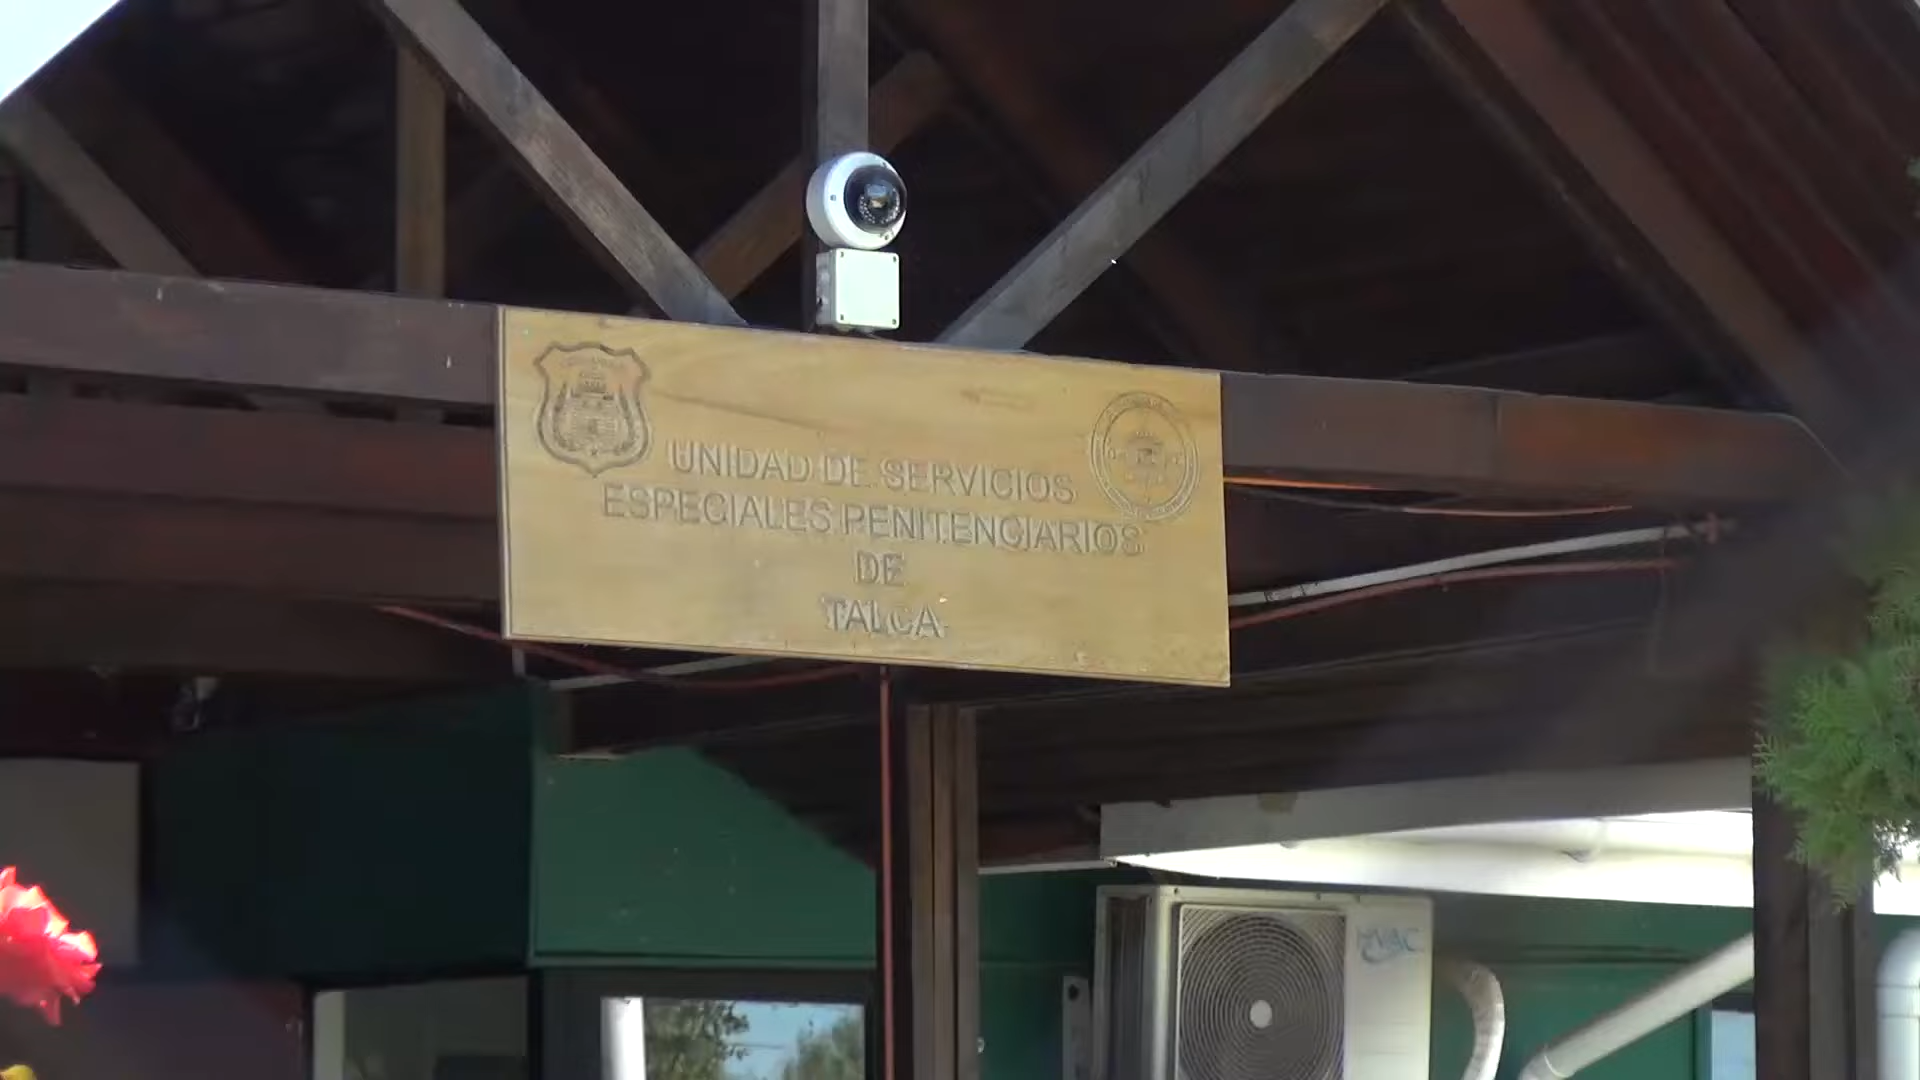 UNIDAD DE SERVICIOS
ESPECIALES PENITENCIARIOS
DE
TALCA